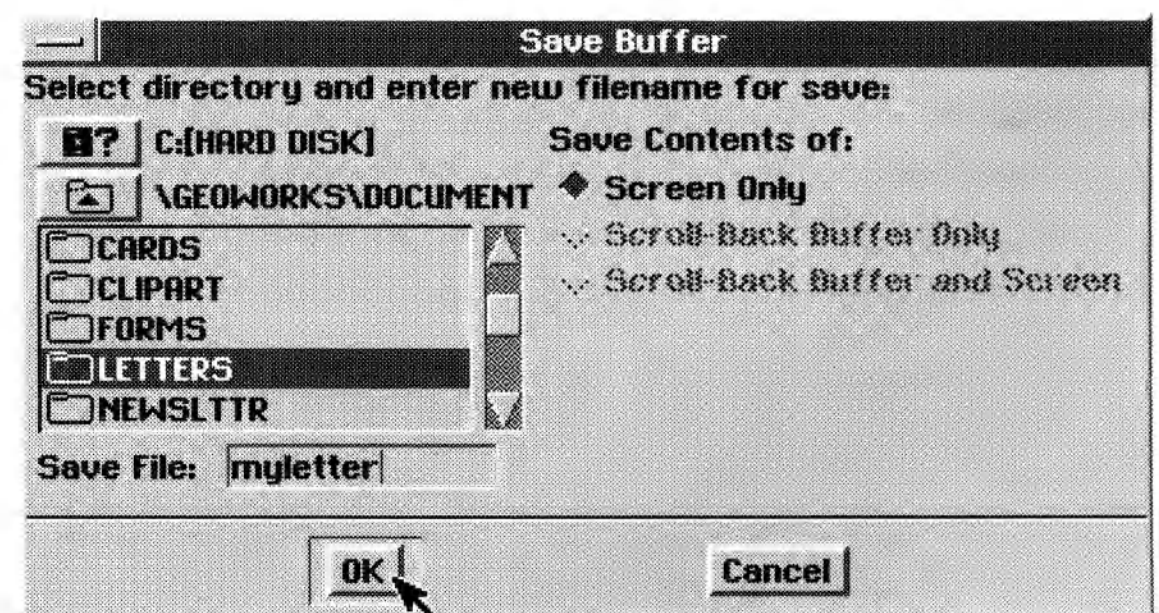 Save Buffer
Select directory and enter new filename for save:
? C:[HARD DISK]
\GEOWORKS\DOCUMENT
CARDS
CLIPART
FORMS
LETTERS
NEWSLTTR
Save File: myletter
Save Contents of:
Screen Only
Scroll-Back Buffer Only
Scroll-Back Buffer and Screen
OK
Cancel